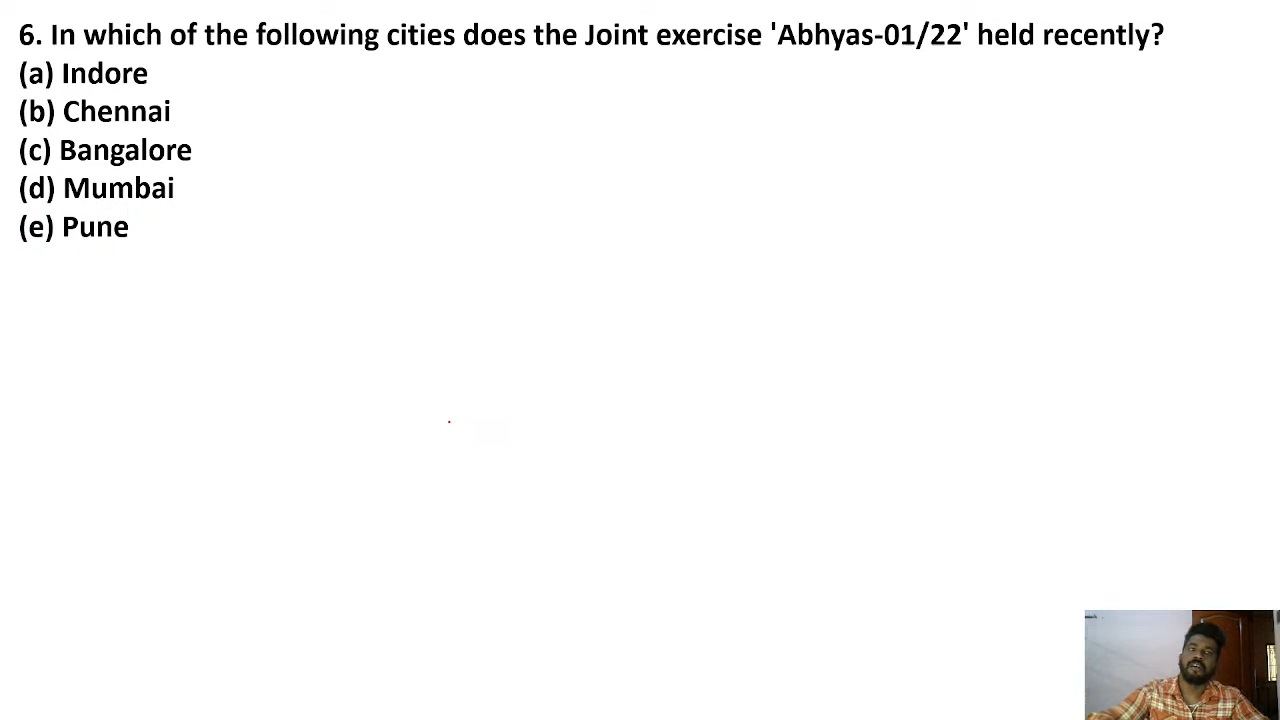 6. In which of the following cities does the Joint exercise 'Abhyas-01/22' held recently?
(a) Indore
(b) Chennai
(c) Bangalore
(d) Mumbai
(e) Pune